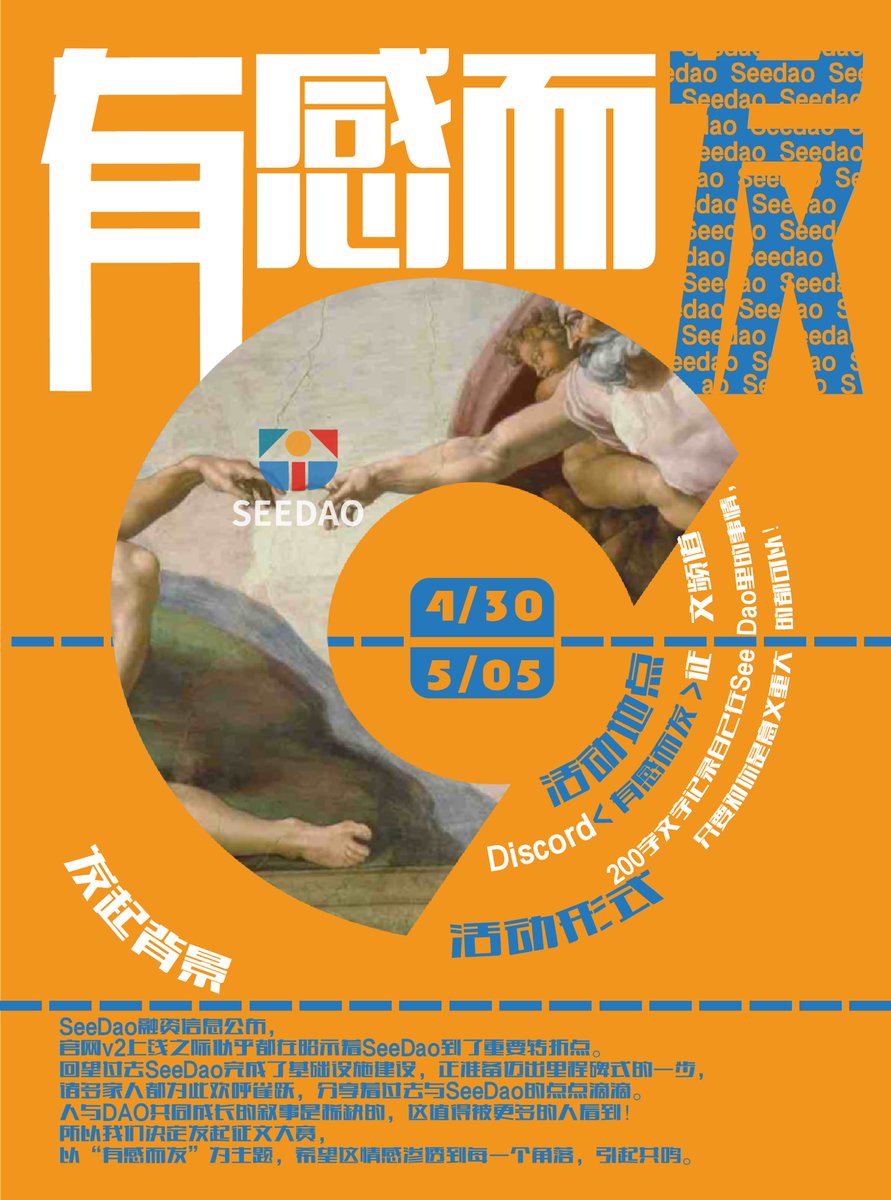 有感而发
Seedao Seedao
SEEDAO
4/30
5/05
活动地点
Discord<有感而发>征文频道
活动形式
200字文字记录自己在See Dao里的事情，
只要对你是意义重大的都可以！
发起背景
SeeDao融资信息公布，
官网v2上线之际似乎都在昭示着SeeDao到了重要转折点。
回望过去SeeDao完成了基础设施建设，正准备迈出里程碑式的一步，
诸多家人都为此欢呼雀跃，分享着过去与SeeDao的点点滴滴。
人与DAO共同成长的叙事是稀缺的，这值得被更多的人看到！
所以我们决定发起征文大赛，
以“有感而发”为主题，希望这情感渗透到每一个角落，引起共鸣。